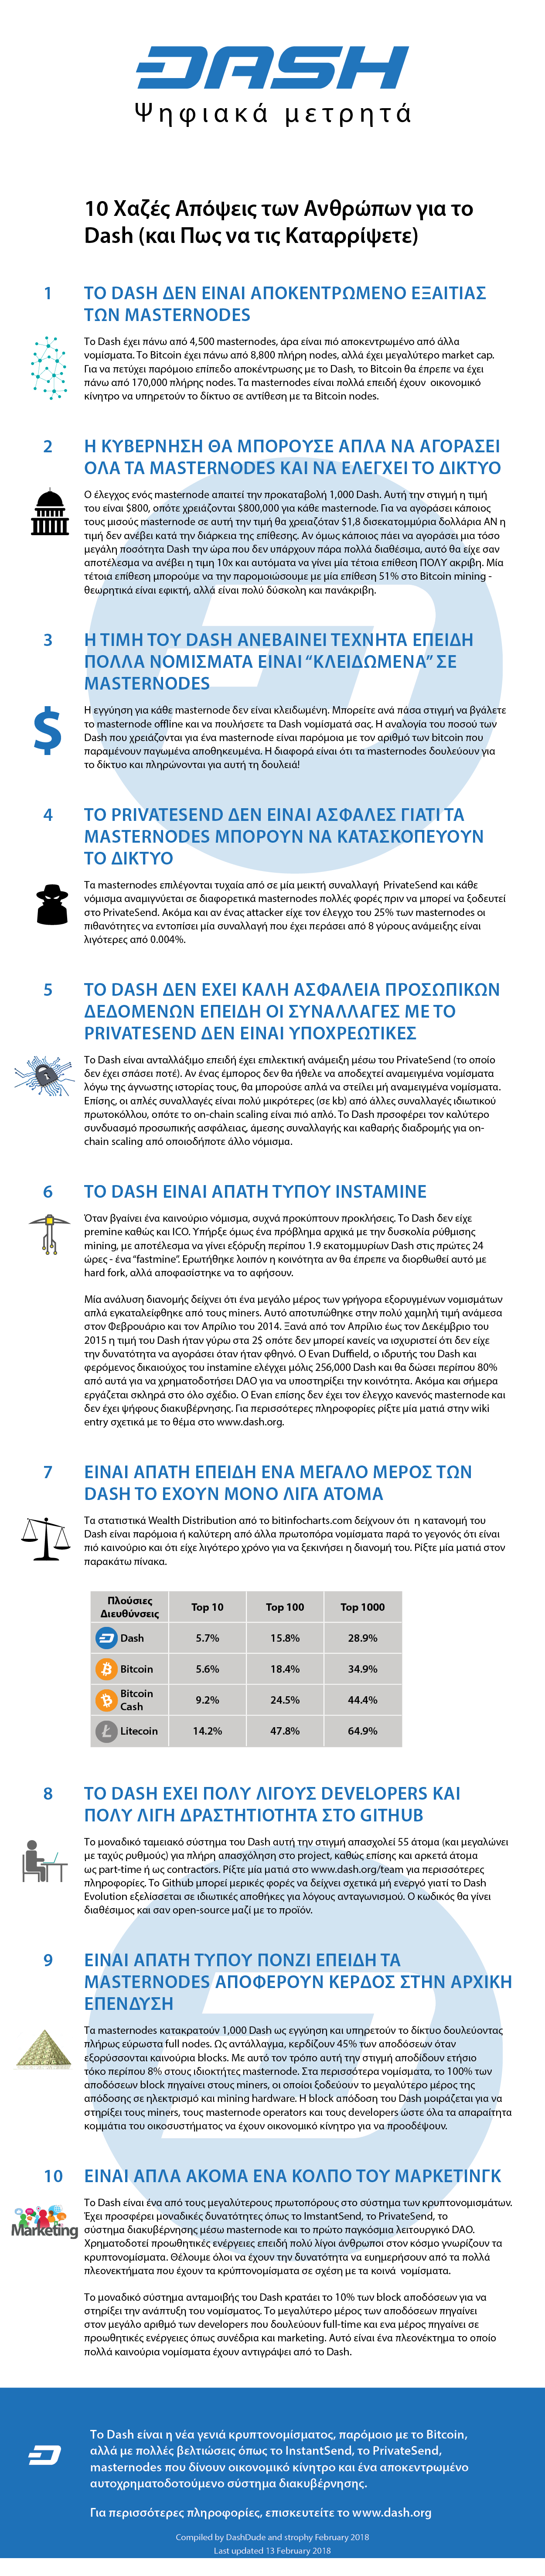 DASH
Ψηφιακά μετρητά
10 Χαζές Απόψεις των Ανθρώπων για το
Dash (και Πως να τις Καταρρίψετε)
1 ΤΟ DASH ΔΕΝ ΕΙΝΑΙ ΑΠΟΚΕΝΤΡΩΜΕΝΟ ΕΞΑΙΤΙΑΣ
ΤΩΝ MASTERNODES
Το Dash έχει πάνω από 4,500 masternodes, άρα είναι πιό αποκεντρωμένο από άλλα
νομίσματα. Το Bitcoin έχει πάνω από 8,800 πλήρη nodes, αλλά έχει μεγαλύτερο market cap.
Για να πετύχει παρόμοιο επίπεδο αποκέντρωσης με το Dash, το Bitcoin θα έπρεπε να έχει
πάνω από 170,000 πλήρης nodes. Τα masternodes είναι πολλά επειδή έχουν οικονομικό
κίνητρο να υπηρετούν το δίκτυο σε αντίθεση με τα Bitcoin nodes.
2 Η ΚΥΒΕΡΝΗΣΗ ΘΑ ΜΠΟΡΟΥΣΕ ΑΠΛΑ ΝΑ ΑΓΟΡΑΣΕΙ
ΟΛΑ ΤΑ MASTERNODES ΚΑΙ ΝΑ ΕΛΕΓΧΕΙ ΤΟ ΔΙΚΤΥΟ
Ο έλεγχος ενός masternode απαιτεί την προκαταβολή 1,000 Dash. Αυτή την στιγμή η τιμή
του είναι $800, οπότε χρειάζονται $800,000 για κάθε masternode. Για να αγοράσει κάποιος
τους μισούς masternode σε αυτή την τιμή θα χρειαζόταν $1,8 δισεκατομμύρια δολλάρια ΑΝ η
τιμή δεν ανέβει κατά την διάρκεια της επίθεσης. Αν όμως κάποιος πάει να αγοράσει μια τόσο
μεγάλη ποσότητα Dash την ώρα που δεν υπάρχουν πάρα πολλά διαθέσιμα, αυτό θα είχε σαν
αποτέλεσμα να ανέβει η τιμη 10x και αυτόματα να γίνει μία τέτοια επίθεση ΠΟΛΥ ακρίβη. Μία
τέτοια επίθεση μπορούμε να την παρομοιώσουμε με μία επίθεση 51% στο Bitcoin mining -
θεωρητικά είναι εφικτή, αλλά είναι πολύ δύσκολη και πανάκριβη.
3 Η ΤΙΜΗ ΤΟΥ DASH ΑΝΕΒΑΙΝΕΙ ΤΕΧΝΗΤΑ ΕΠΕΙΔΗ
ΠΟΛΛΑ ΝΟΜΙΣΜΑΤΑ ΕΙΝΑΙ “ΚΛΕΙΔΩΜΕΝΑ” ΣΕ
MASTERNODES
Η εγγύηση για κάθε masternode δεν είναι κλειδωμένη. Μπορείτε ανά πάσα στιγμή να βγάλετε
το masternode offline και να πουλήσετε τα Dash νομίσματά σας, Η αναλογία του ποσού των
Dash που χρειάζονται για ένα masternode είναι παρόμοια με τον αριθμό των bitcoin που
παραμένουν παγωμένα αποθηκευμένα. Η διαφορά είναι ότι τα masternodes δουλεύουν για
το δίκτυο και πληρώνονται για αυτή τη δουλειά!
4 ΤΟ PRIVATESEND ΔΕΝ ΕΙΝΑΙ ΑΣΦΑΛΕΣ ΓΙΑΤΙ ΤΑ
MASTERNODES ΜΠΟΡΟΥΝ ΝΑ ΚΑΤΑΣΚΟΠΕΥΟΥΝ
ΤΟ ΔΙΚΤΥΟ
Τα masternodes επιλέγονται τυχαία από σε μία μεικτή συναλλαγή PrivateSend και κάθε
νόμισμα αναμιγνύεται σε διαφορετικά masternodes πολλές φορές πριν να μπορεί να ξοδευτεί
στο PrivateSend. Ακόμα και αν ένας attacker είχε τον έλεγχο του 25% των masternodes οι
πιθανότητες να εντοπίσει μία συναλλαγή που έχει περάσει από 8 γύρους ανάμειξης είναι
λιγότερες από 0.004%.
5 ΤΟ DASH ΔΕΝ ΕΧΕΙ ΚΑΛΗ ΑΣΦΑΛΕΙΑ ΠΡΟΣΩΠΙΚΩΝ
ΔΕΔΟΜΕΝΩΝ ΕΠΕΙΔΗ ΟΙ ΣΥΝΑΛΛΑΓΕΣ ΜΕ ΤΟ
PRIVATESEND ΔΕΝ ΕΙΝΑΙ ΥΠΟΧΡΕΩΤΙΚΕΣ
Το Dash είναι ανταλλάξιμο επειδή έχει επιλεκτική ανάμειξη μέσω του PrivateSend (το οποίο
δεν έχει σπάσει ποτέ). Αν ένας έμπορος δεν θα ήθελε να αποδεχτεί αναμειγμένα νομίσματα
λόγω της άγνωστης ιστορίας τους, θα μπορούσε απλά να στείλει μή αναμειγμένα νομίσματα.
Επίσης, οι απλές συναλλαγές είναι πολύ μικρότερες (σε kb) από άλλες συναλλαγές ιδιωτικού
πρωτοκόλλου, οπότε το on-chain scaling είναι πιό απλό. Το Dash προσφέρει τον καλύτερο
συνδυασμό προσωπικής ασφάλειας, άμεσης συναλλαγής και καθαρής διαδρομής για on-
chain scaling από οποιοδήποτε άλλο νόμισμα.
6 ΤΟ DASH ΕΙΝΑΙ ΑΠΑΤΗ ΤΥΠΟΥ INSTAMINE
Όταν βγαίνει ένα καινούριο νόμισμα, συχνά προκύπτουν προκλήσεις. Το Dash δεν είχε
premine καθώς και ICO. Υπήρξε όμως ένα πρόβλημα αρχικά με την δυσκολία ρύθμισης
mining, με αποτέλεσμα να γίνει εξόρυξη περίπου 1.9 εκατομμυρίων Dash στις πρώτες 24
ώρες - ένα “fastmine”. Ερωτήθηκε λοιπόν η κοινότητα αν θα έπρεπε να διορθωθεί αυτό με
hard fork, αλλά αποφασίστηκε να το αφήσουν.
Μία ανάλυση διανομής δείχνει ότι ένα μεγάλο μέρος των γρήγορα εξορυγμένων νομισμάτων
απλά εγκαταλείφθηκε από τους miners. Αυτό αποτυπώθηκε στην πολύ χαμηλή τιμή ανάμεσα
στον Φεβρουάριο και τον Απρίλιο του 2014. Ξανά από τον Απρίλιο έως τον Δεκέμβριο του
2015 η τιμή του Dash ήταν γύρω στα 2$ οπότε δεν μπορεί κανείς να ισχυριστεί ότι δεν είχε
την δυνατότητα να αγοράσει όταν ήταν φθηνό. Ο Evan Duffield, ο ιδρυτής του Dash και
φερόμενος δικαιούχος του instamine ελέγχει μόλις 256,000 Dash και θα δώσει περίπου 80%
από αυτά για να χρηματοδοτήσει DAO για να υποστηρίξει την κοινότητα. Ακόμα και σήμερα
εργάζεται σκληρά στο όλο σχέδιο. Ο Evan επίσης δεν έχει τον έλεγχο κανενός masternode και
δεν έχει ψήφους διακυβέρνησης. Για περισσότερες πληροφορίες ρίξτε μία ματιά στην wiki
entry σχετικά με το θέμα στο www.dash.org.
7 ΕΙΝΑΙ ΑΠΑΤΗ ΕΠΕΙΔΗ ΕΝΑ ΜΕΓΑΛΟ ΜΕΡΟΣ ΤΩΝ
DASH ΤΟ ΕΧΟΥΝ ΜΟΝΟ ΛΙΓΑ ΑΤΟΜΑ
Τα στατιστικά Wealth Distribution από το bitinfocharts.com δείχνουν ότι η κατανομή του
Dash είναι παρόμοια ή καλύτερη από άλλα πρωτοπόρα νομίσματα παρά το γεγονός ότι είναι
πιό καινούριο και ότι είχε λιγότερο χρόνο για να ξεκινήσει η διανομή του. Ρίξτε μία ματιά στον
παρακάτω πίνακα.
Πλούσιες Διευθύνσεις Top 10 Top 100 Top 1000
Dash 5.7% 15.8% 28.9%
Bitcoin 5.6% 18.4% 34.9%
Bitcoin Cash 9.2% 24.5% 44.4%
Litecoin 14.2% 47.8% 64.9%
8 ΤΟ DASH ΕΧΕΙ ΠΟΛΥ ΛΙΓΟΥΣ DEVELOPERS ΚΑΙ
ΠΟΛΥ ΛΙΓΗ ΔΡΑΣΤΗΤΙΟΤΗΤΑ ΣΤΟ GITHUB
Το μοναδικό ταμειακό σύστημα του Dash αυτή την στιγμή απασχολεί 55 άτομα (και μεγαλώνει
με ταχύς ρυθμούς) για πλήρη απασχόληση στο project, καθώς επίσης και αρκετά άτομα
ως part-time ή ως contractors. Ρίξτε μία ματιά στο www.dash.org/team για περισσότερες
πληροφορίες. Το Github μπορεί μερικές φορές να δείχνει σχετικά μή ενεργό γιατί το Dash
Evolution εξελίσσεται σε ιδιωτικές αποθήκες για λόγους ανταγωνισμού. Ο κωδικός θα γίνει
διαθέσιμος και σαν open-source μαζί με το προϊόν.
9 ΕΙΝΑΙ ΑΠΑΤΗ ΤΥΠΟΥ ΠΟΝΖΙ ΕΠΕΙΔΗ ΤΑ
MASTERNODES ΑΠΟΦΕΡΟΥΝ ΚΕΡΔΟΣ ΣΤΗΝ ΑΡΧΙΚΗ
ΕΠΕΝΔΥΣΗ
Τα masternodes κατακρατούν 1,000 Dash ως εγγύηση και υπηρετούν το δίκτυο δουλεύοντας
πλήρως εύρωστα full nodes. Ως αντάλλαγμα, κερδίζουν 45% των αποδόσεων όταν
εξορύσσονται καινούρια blocks. Με αυτό τον τρόπο αυτή την στιγμή αποδίδουν ετήσιο
τόκο περίπου 8% στους ιδιοκτήτες masternode. Στα περισσότερα νομίσματα, το 100% των
αποδόσεων block πηγαίνει στους miners, οι οποίοι ξοδεύουν το μεγαλύτερο μέρος της
απόδοσης σε ηλεκτρισμό και mining hardware. Η block απόδοση του Dash μοιράζεται για να
στηρίξει τους miners, τους masternode operators και τους developers ώστε όλα τα απαραίτητα
κομμάτια του οικοσυστήματος να έχουν οικονομικό κίνητρο για να προοδέψουν.
10 ΕΙΝΑΙ ΑΠΛΑ ΑΚΟΜΑ ΕΝΑ ΚΟΛΠΟ ΤΟΥ ΜΑΡΚΕΤΙΝΓΚ
Marketing
Το Dash είναι ένα από τους μεγαλύτερους πρωτοπόρους στο σύστημα των κρυπτονομισμάτων.
Έχει προσφέρει μοναδικές δυνατότητες όπως το InstantSend, το PrivateSend, το
σύστημα διακυβέρνησης μέσω masternode και το πρώτο παγκόσμια λειτουργικό DAO.
Χρηματοδοτεί προωθητικές ενέργειες επειδή πολύ λίγοι άνθρωποι στον κόσμο γνωρίζουν τα
κρυπτονομίσματα. Θέλουμε όλοι να έχουν την δυνατότητα να ευημερήσουν από τα πολλά
πλεονεκτήματα που έχουν τα κρύπτονομίσματα σε σχέση με τα κοινά νομίσματα.
Το μοναδικό σύστημα ανταμοιβής του Dash κρατάει το 10% των block αποδόσεων για να
στηρίξει την ανάπτυξη του νομίσματος. Το μεγαλύτερο μέρος των αποδόσεων πηγαίνει
στον μεγάλο αριθμό των developers που δουλεύουν full-time και ενα μέρος πηγαίνει σε
προωθητικές ενέργειες όπως συνέδρια και marketing. Αυτό είναι ένα πλεονέκτημα το οποίο
πολλά καινούρια νομίσματα έχουν αντιγράψει από το Dash.
Το Dash είναι η νέα γενιά κρυπτονομίσματος, παρόμοιο με το Bitcoin,
αλλά με πολλές βελτιώσεις όπως το InstantSend, το PrivateSend,
masternodes που δίνουν οικονομικό κίνητρο και ένα αποκεντρωμένο
αυτοχρηματοδοτούμενο σύστημα διακυβέρνησης.
Για περισσότερες πληροφορίες, επισκευτείτε το www.dash.org
Compiled by DashDude and strophy February 2018
Last updated 13 February 2018